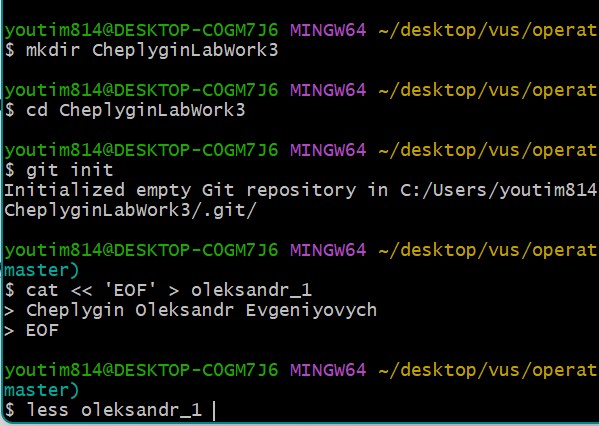 youtim814@DESKTOP-C0GM7J6 MINGW64 ~/desktop/vus/operat
$ mkdir CheplyginLabWork3
youtim814@DESKTOP-C0GM7J6 MINGW64 ~/desktop/vus/operat
$ cd CheplyginLabWork3
youtim814@DESKTOP-C0GM7J6 MINGW64 ~/desktop/vus/operat
$ git init
Initialized empty Git repository in C:/Users/youtim814
CheplyginLabWork3/.git/
youtim814@DESKTOP-C0GM7J6 MINGW64 ~/desktop/vus/operat
master)
$ cat << 'EOF' > oleksandr_1
> Cheplygin Oleksandr Evgeniyovych
> EOF
youtim814@DESKTOP-C0GM7J6 MINGW64 ~/desktop/vus/operat
master)
$ less oleksandr_1